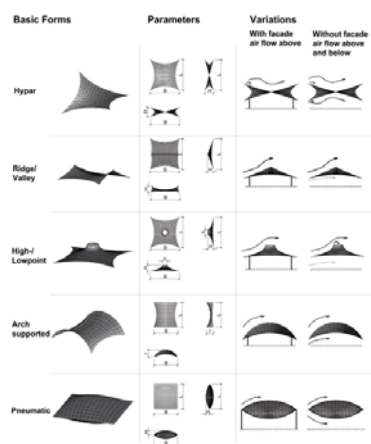 Basic Forms
Parameters
Variations
With facade
air flow above
Without facade
air flow above
and below
Hypar
Ridge/
Valley
High-/
Lowpoint
Arch
supported
Pneumatic